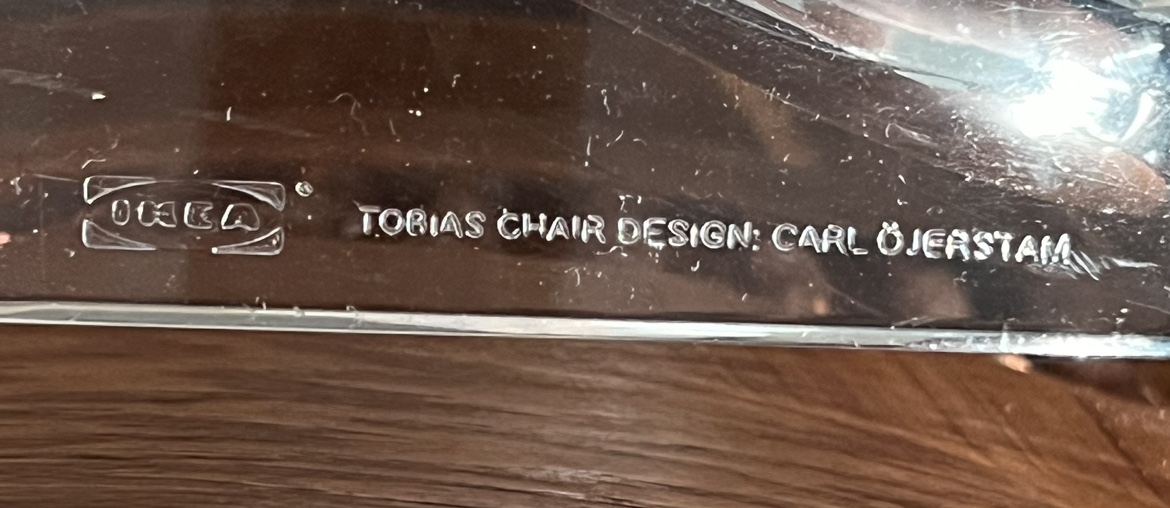 IKEA® TOBIAS CHAIR DESIGN: CARL ÖJERSTAM